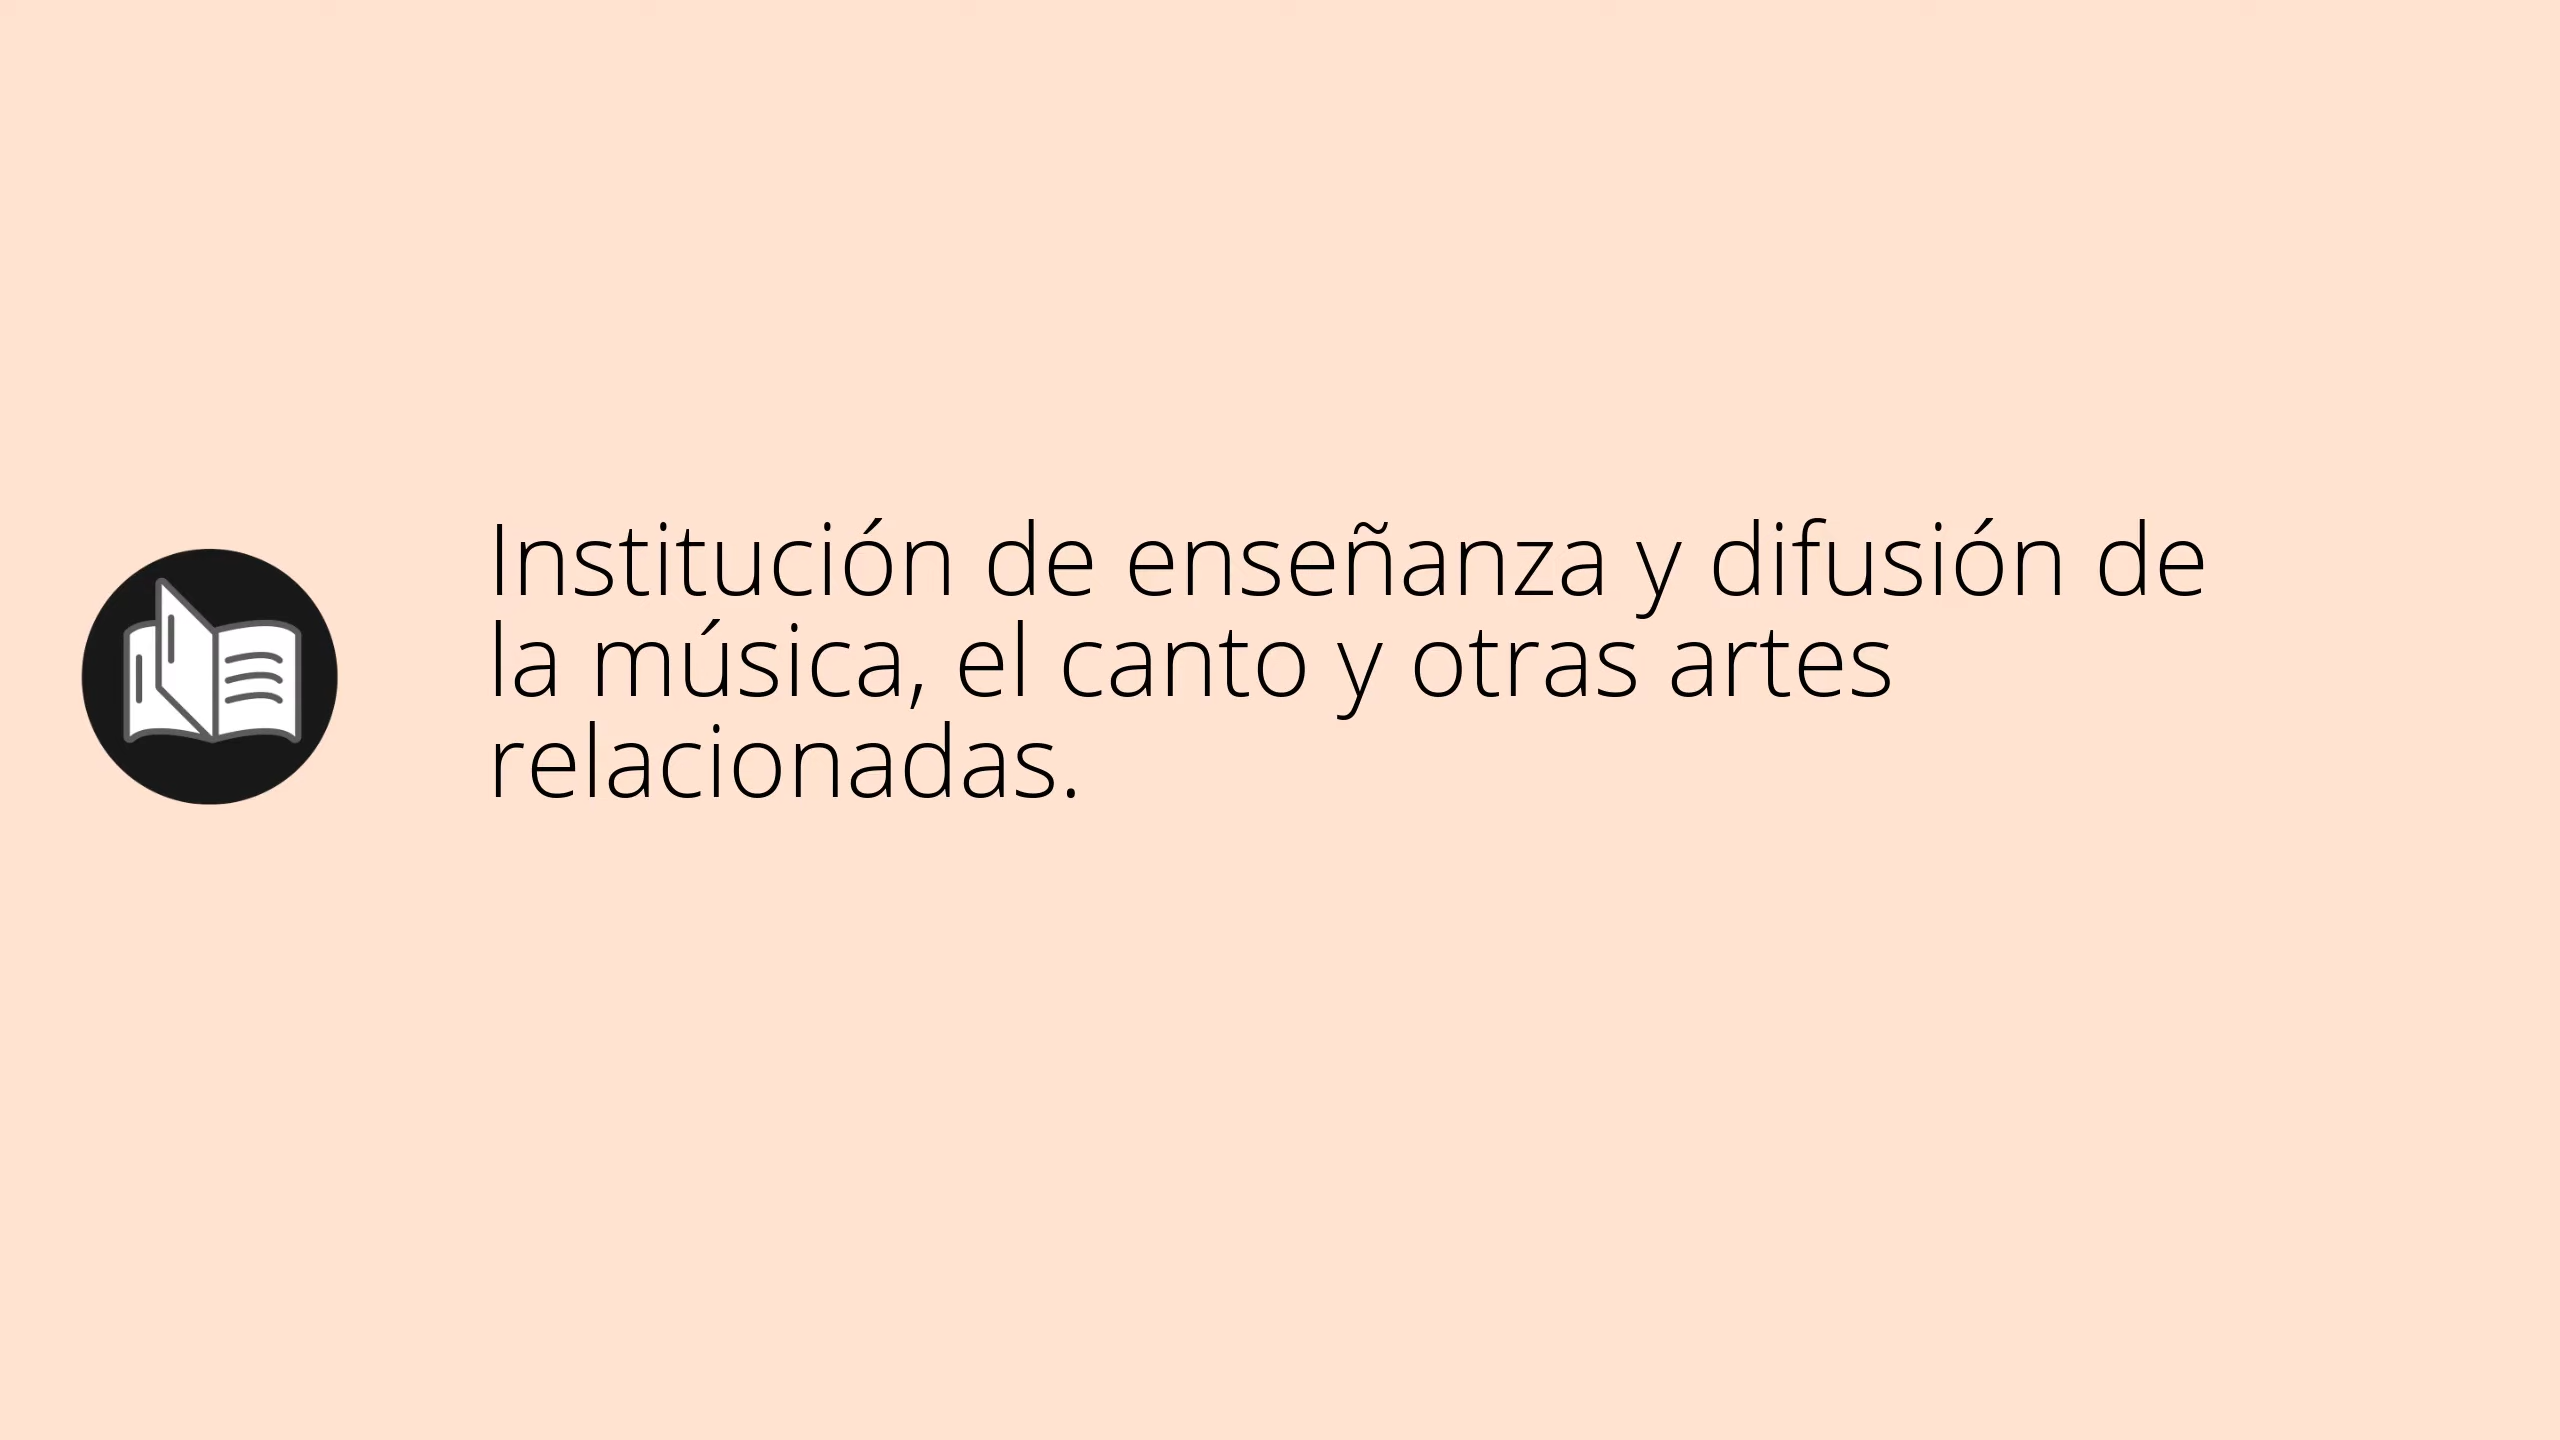 Institución de enseñanza y difusión de
la música, el canto y otras artes
relacionadas.